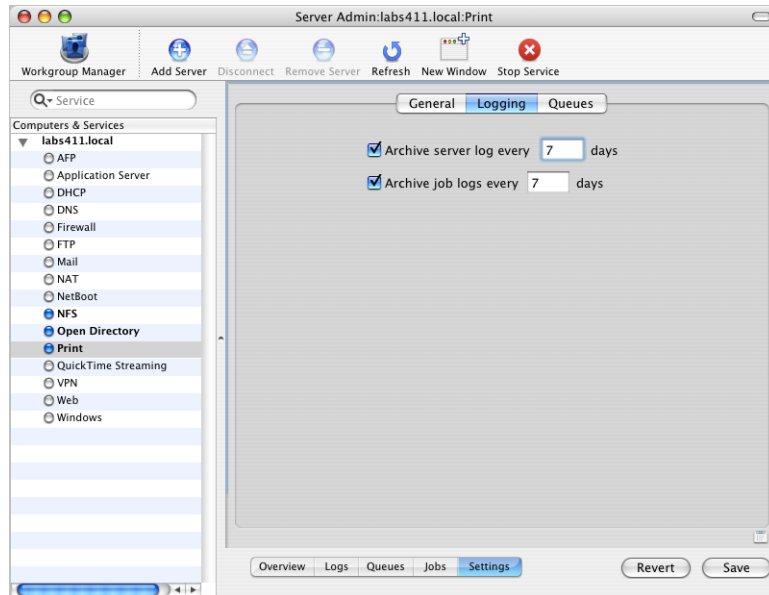 Server Admin:labs411.local:Print
Workgroup Manager Add Server Disconnect Remove Server Refresh New Window Stop Service
Service
General Logging Queues
Computers & Services
labs411.local
Archive server log every 7 days
AFP
Application Server
Archive job logs every 7 days
DHCP
DNS
Firewall
FTP
Mail
NAT
NetBoot
NFS
Open Directory
Print
QuickTime Streaming
VPN
Web
Windows
Overview Logs Queues Jobs Settings
Revert Save